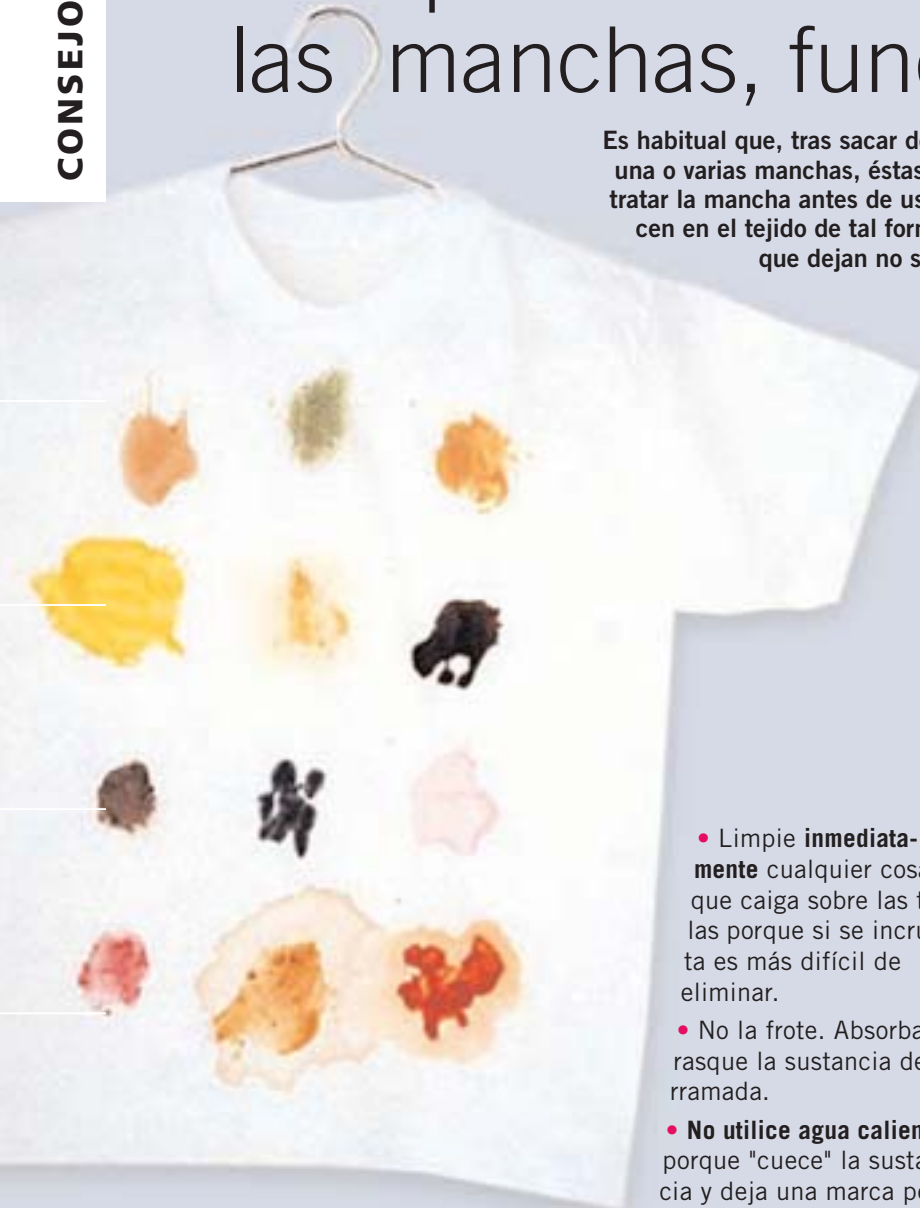 CONSEJO
las manchas, fun
Es habitual que, tras sacar d
una o varias manchas, éstas
tratar la mancha antes de us
cen en el tejido de tal for
que dejan no s
• Limpie inmediata-
mente cualquier cosa
que caiga sobre las
las porque si se incru
ta es más difícil de
eliminar.
• No la frote. Absorba
rasque la sustancia de
rramada.
• No utilice agua calien
porque "cuece" la susta
cia y deja una marca pe